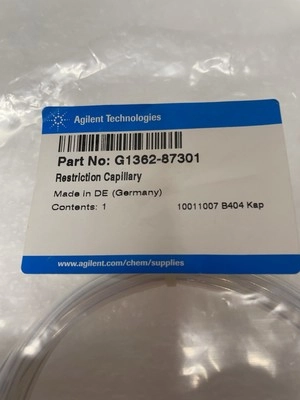 Agilent Technologies
Part No: G1362-87301
Restriction Capillary
Made in DE (Germany)
Contents: 1 10011007 B404 Kap
www.agilent.com/chem/supplies